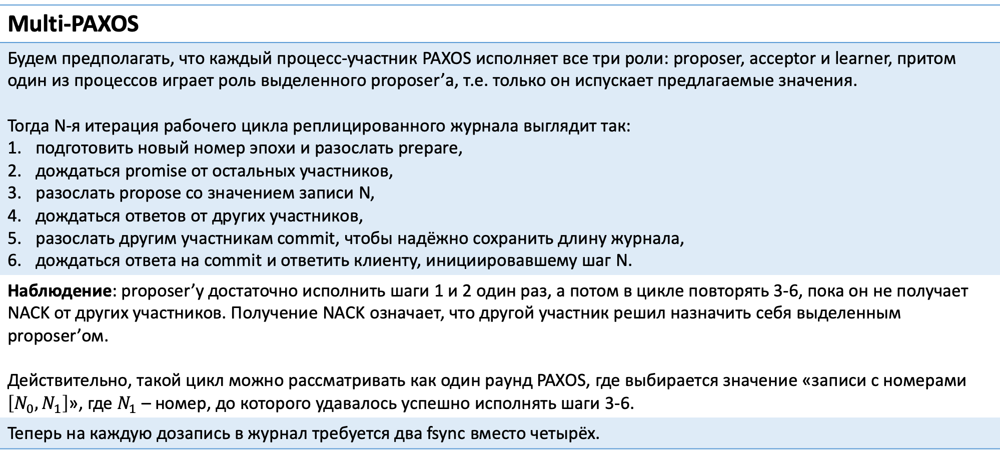 Multi-PAXOS
Будем предполагать, что каждый процесс-участник PAXOS исполняет все три роли: proposer, acceptor и learner, притом
один из процессов играет роль выделенного proposer’а, т.е. только он испускает предлагаемые значения.
Тогда N-я итерация рабочего цикла реплицированного журнала выглядит так:
1. подготовить новый номер эпохи и разослать prepare,
2. дождаться promise от остальных участников,
3. разослать propose со значением записи N,
4. дождаться ответов от других участников,
5. разослать другим участникам commit, чтобы надёжно сохранить длину журнала,
6. дождаться ответа на commit и ответить клиенту, инициировавшему шаг N.
Наблюдение: proposer’у достаточно исполнить шаги 1 и 2 один раз, а потом в цикле повторять 3-6, пока он не получает
NACK от других участников. Получение NACK означает, что другой участник решил назначить себя выделенным
proposer’ом.
Действительно, такой цикл можно рассматривать как один раунд PAXOS, где выбирается значение «записи с номерами
[N₀, N₁]», где N₁ – номер, до которого удавалось успешно исполнять шаги 3-6.
Теперь на каждую дозапись в журнал требуется два fsync вместо четырёх.